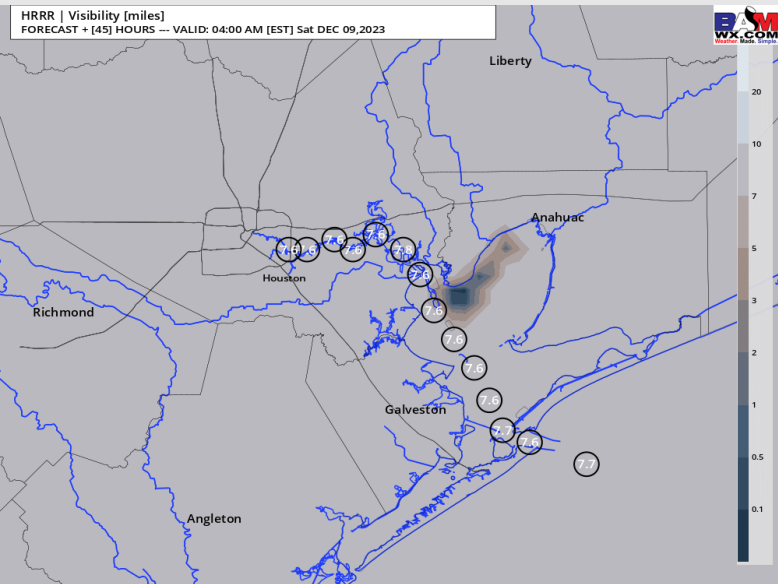 HRRR | Visibility [miles]
FORECAST + [45] HOURS --- VALID: 04:00 AM [EST] Sat DEC 09,2023
BAM
WX.COM
Weather. Made. Simple.
Liberty
20
10
7
Anahuac
7.6
7.6
7.6
7.8
5
Houston
7.6
3
Richmond
7.6
7.6
2
7.6
7.6
1
Galveston
7.7
7.6
0.5
7.7
0.1
Angleton